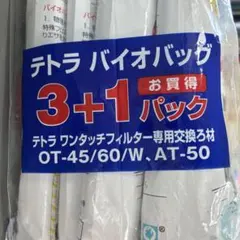 テトラ バイオバッグ
お買得
3+1パック
テトラ ワンタッチフィルター専用交換ろ材
OT-45/60/W、AT-50